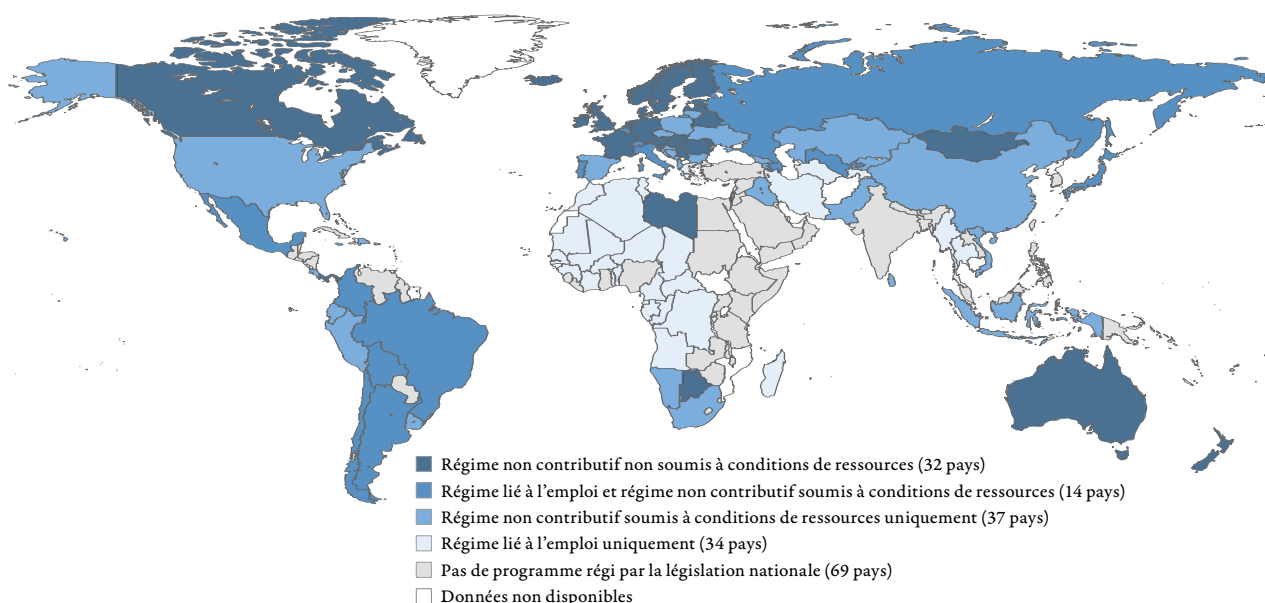 Régime non contributif non soumis à conditions de ressources (32 pays)
Régime lié à l’emploi et régime non contributif soumis à conditions de ressources (14 pays)
Régime non contributif soumis à conditions de ressources uniquement (37 pays)
Régime lié à l’emploi uniquement (34 pays)
Pas de programme régi par la législation nationale (69 pays)
Données non disponibles